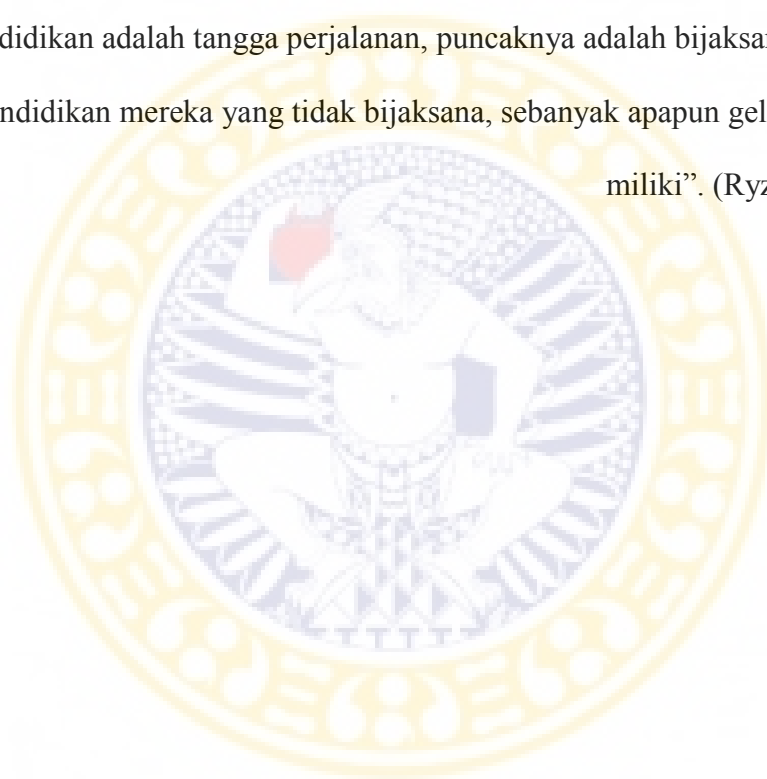 didikan adalah tangga perjalanan, puncaknya adalah bijaksa
ndidikan mereka yang tidak bijaksana, sebanyak apapun gel
miliki”. (Ryz